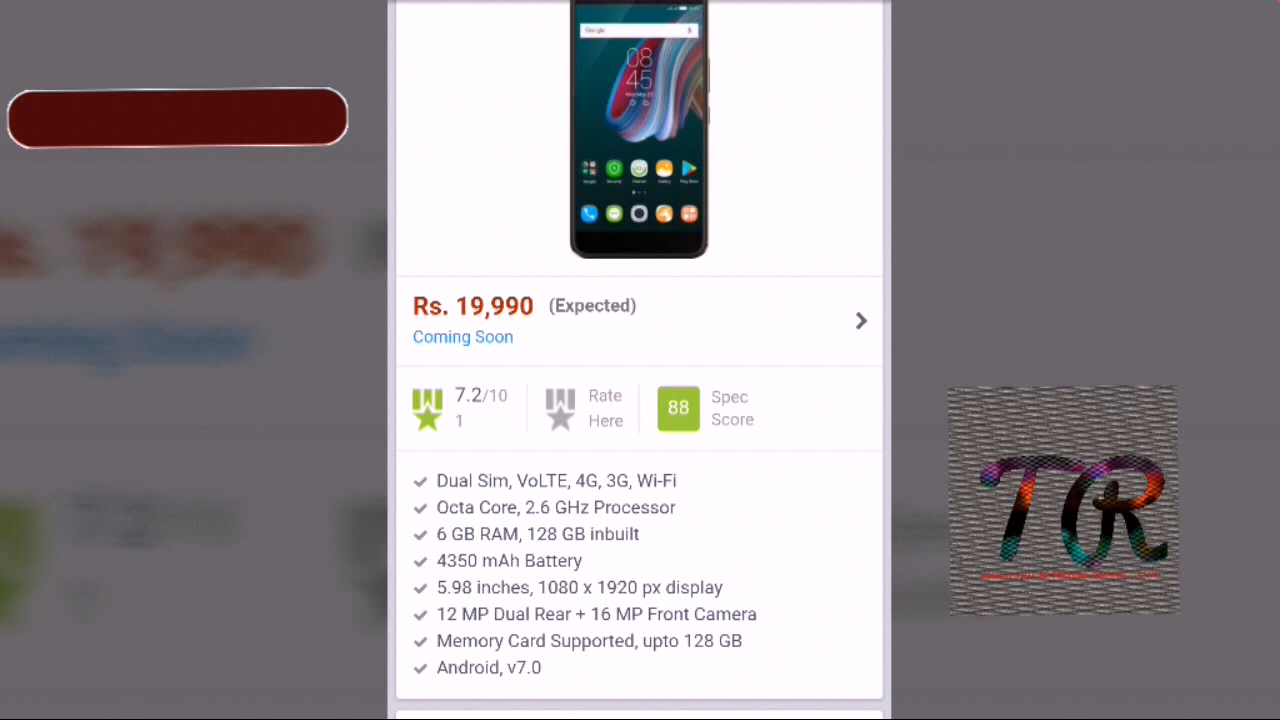 Google
08
45
Rs. 19,990 (Expected)
Coming Soon
7.2/10
1
Rate
Here
88
Spec
Score
Dual Sim, VoLTE, 4G, 3G, Wi-Fi
Octa Core, 2.6 GHz Processor
6 GB RAM, 128 GB inbuilt
4350 mAh Battery
5.98 inches, 1080 x 1920 px display
12 MP Dual Rear + 16 MP Front Camera
Memory Card Supported, upto 128 GB
Android, v7.0
TR